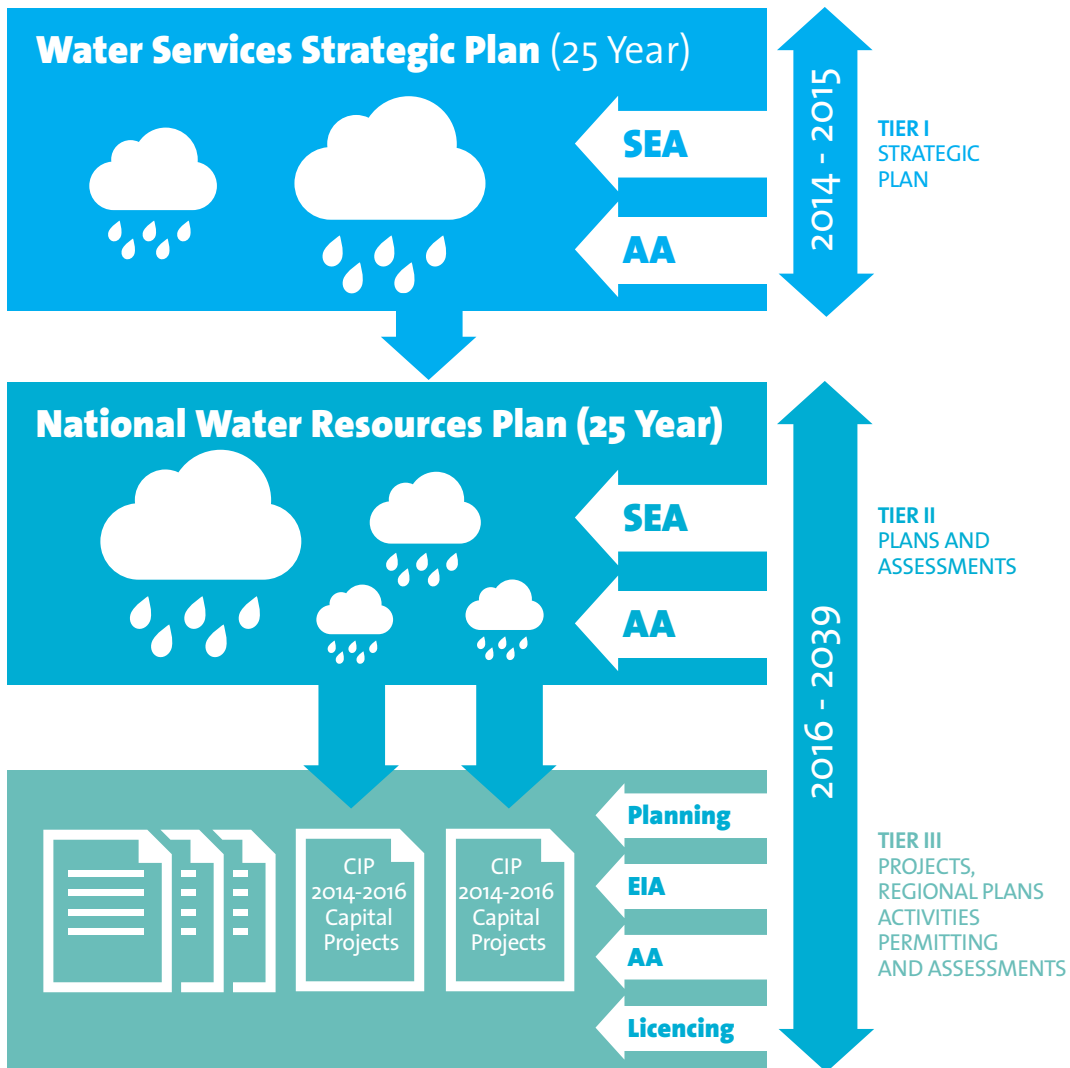 Water Services Strategic Plan (25 Year)
SEA
AA
2014 - 2015
TIER I
STRATEGIC
PLAN
National Water Resources Plan (25 Year)
SEA
AA
2016 - 2039
TIER II
PLANS AND
ASSESSMENTS
CIP
2014-2016
Capital
Projects
CIP
2014-2016
Capital
Projects
Planning
EIA
AA
Licencing
TIER III
PROJECTS,
REGIONAL PLANS
ACTIVITIES
PERMITTING
AND ASSESSMENTS